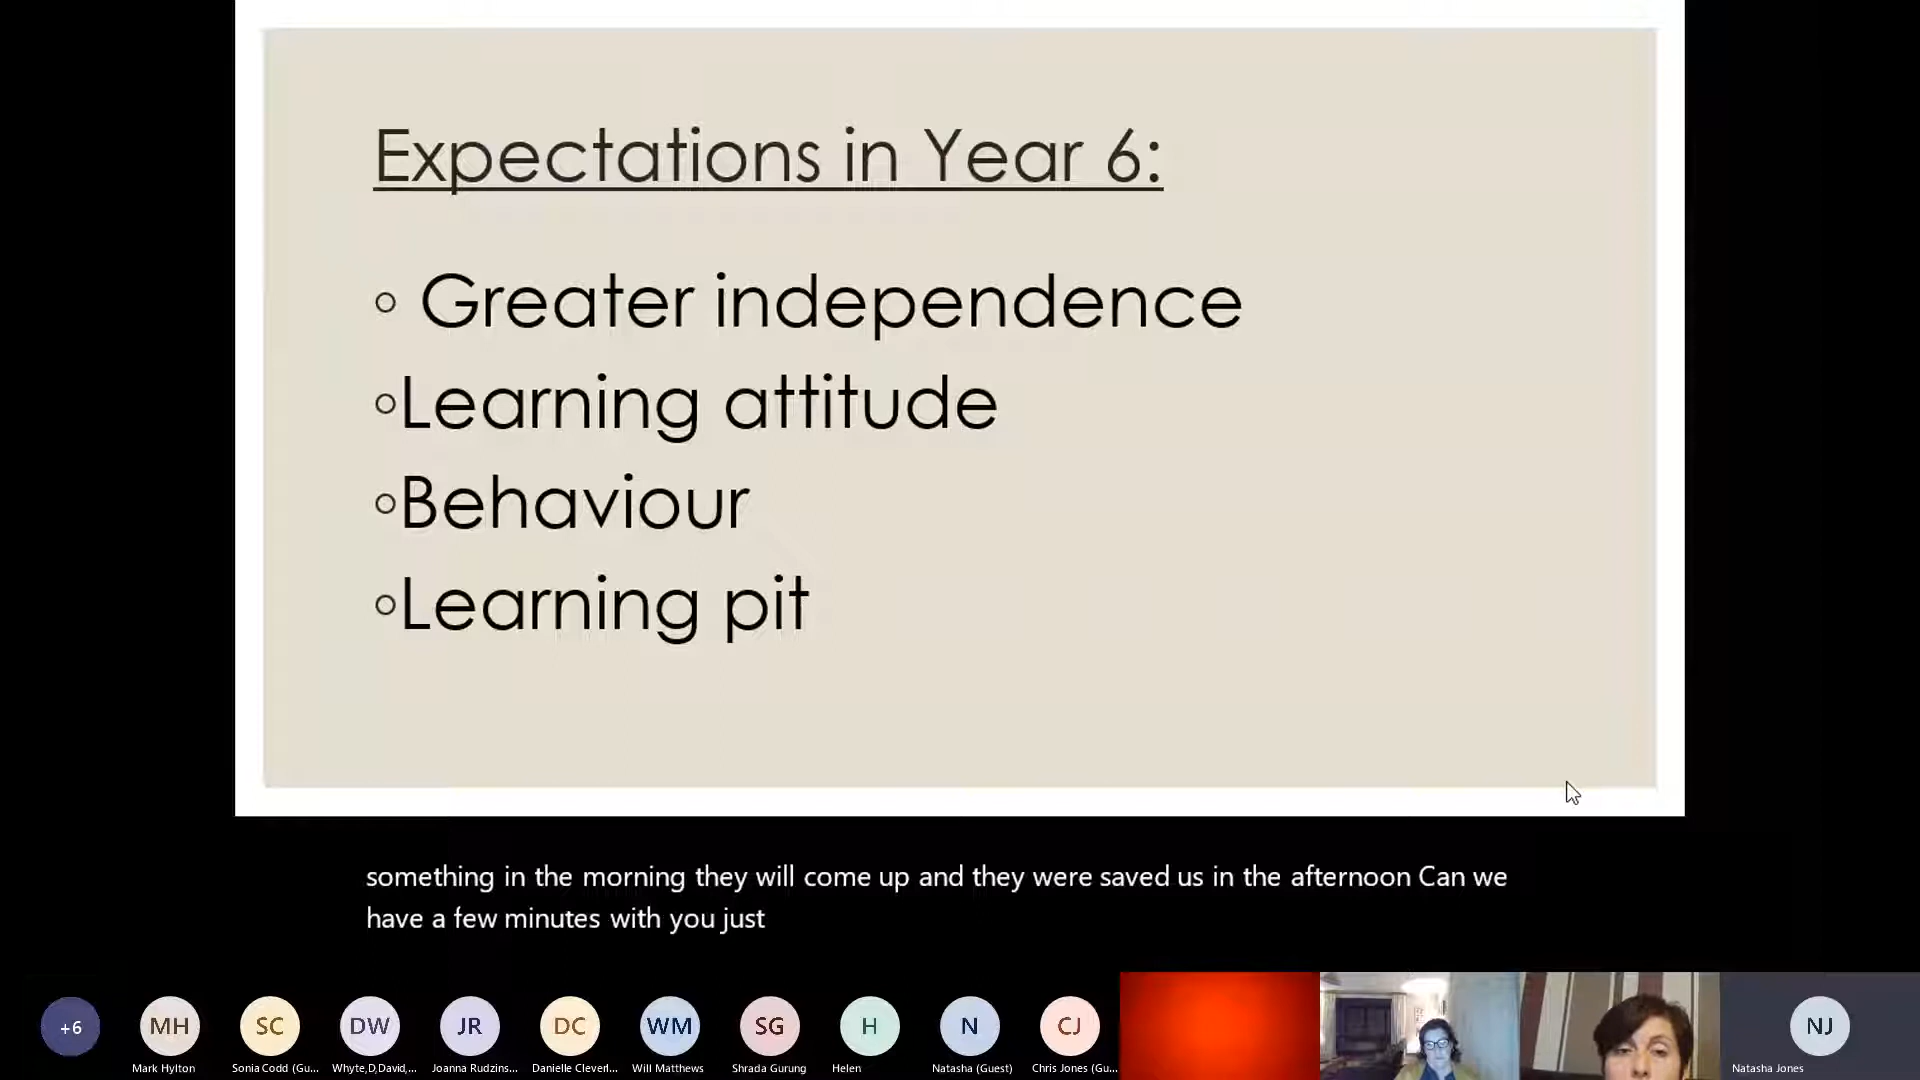 Expectations in Year 6:
◦ Greater independence
◦Learning attitude
◦Behaviour
◦Learning pit
something in the morning they will come up and they were saved us in the afternoon Can we
have a few minutes with you just
+6 MH SC DW JR DC WM SG H N CJ NJ
Mark Hylton Sonia Codd (Gu... Whyte,D,David,... Joanna Rudzins... Danielle Cleverl... Will Matthews Shrada Gurung Helen Natasha (Guest) Chris Jones (Gu... Natasha Jones